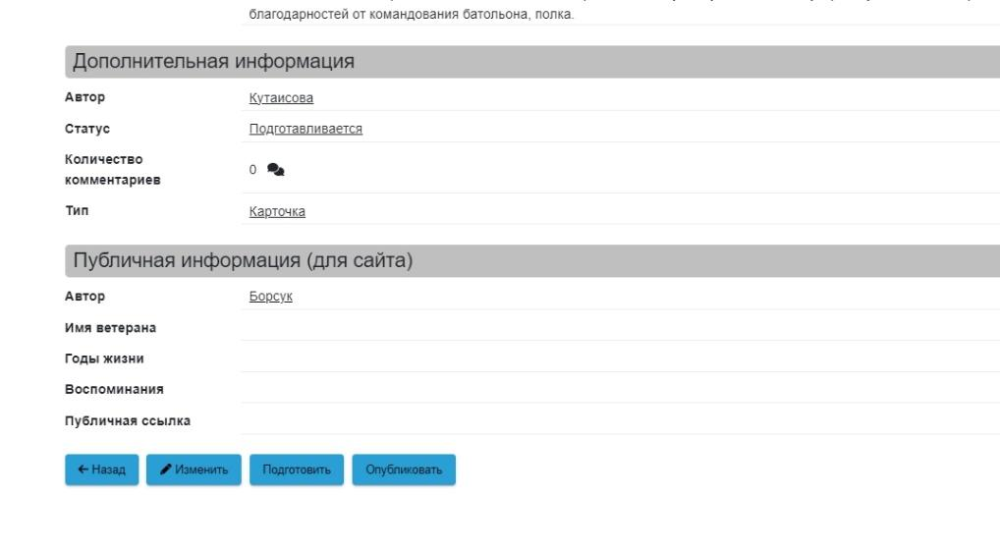 благодарностей от командования батольона, полка.
Дополнительная информация
Автор Кутаисова
Статус Подготавливается
Количество
комментариев
0
Тип Карточка
Публичная информация (для сайта)
Автор Борсук
Имя ветерана
Годы жизни
Воспоминания
Публичная ссылка
Назад Изменить Подготовить Опубликовать